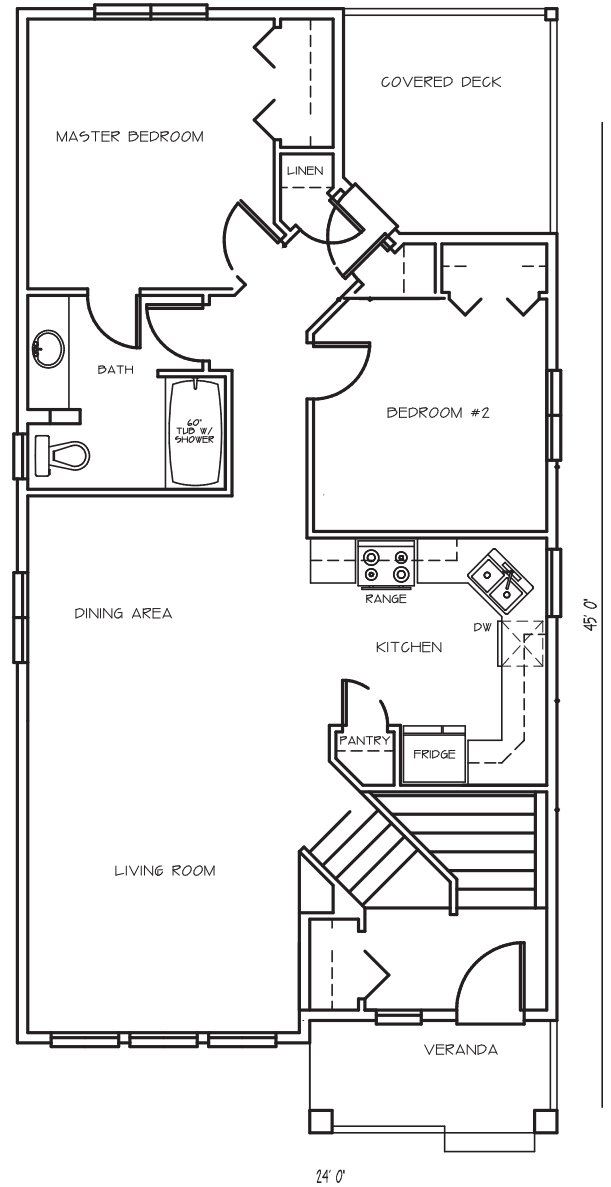 COVERED DECK
MASTER BEDROOM
LINEN
BATH
BEDROOM #2
60"
TUB W/
SHOWER
RANGE
DINING AREA
DW
45' 0"
KITCHEN
PANTRY
FRIDGE
LIVING ROOM
VERANDA
24' 0"